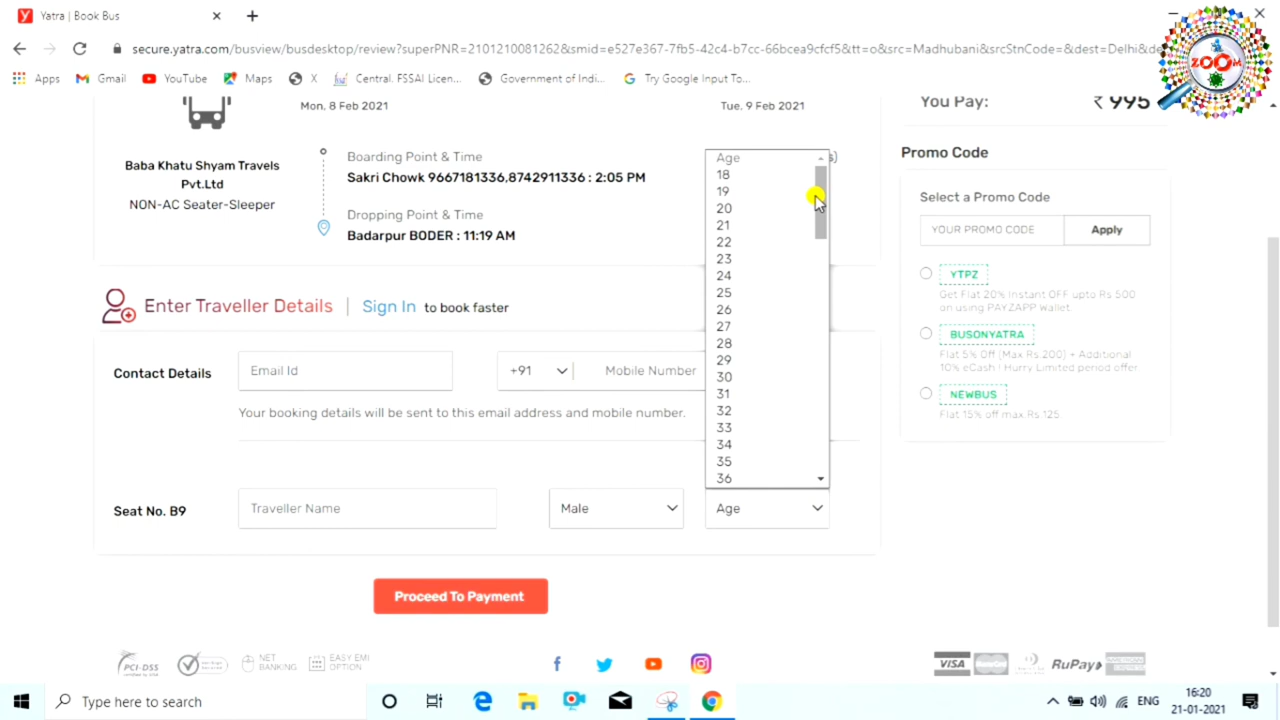 Yatra | Book Bus
secure.yatra.com/busview/busdesktop/review?superPNR=2101210081262&smid=e527e367-7fb5-42c4-b7cc-66bcea9cfcf5&tt=o&src=Madhubani&srcStnCode=&dest=Delhi&de
Apps Gmail YouTube Maps X Central. FSSAI Licen... Government of Indi... Try Google Input To...
ZOOM
Mon. 8 Feb 2021 Tue. 9 Feb 2021
Baba Khatu Shyam Travels
Pvt.Ltd
NON-AC Seater-Sleeper
Boarding Point & Time
Sakri Chowk 9667181336,8742911336 : 2:05 PM
Dropping Point & Time
Badarpur BODER : 11:19 AM
s)
Enter Traveller Details | Sign In to book faster
Contact Details Email Id +91 Mobile Number
Your booking details will be sent to this email address and mobile number.
Age
18
19
20
21
22
23
24
25
26
27
28
29
30
31
32
33
34
35
36
Seat No. B9 Traveller Name Male Age
Proceed To Payment
You Pay: ₹ 995
Promo Code
Select a Promo Code
YOUR PROMO CODE Apply
YTPZ
Get Flat 20% Instant OFF upto Rs.500
on using PAYZAPP Wallet.
BUSONYATRA
Flat 5% Off (Max Rs.200) + Additional
10% eCash ! Hurry Limited period offer.
NEWBUS
Flat 15% off max Rs.125
PCI-DSS
NET
BANKING
EASY EMI
OPTION
VISA RuPay
Type here to search
ENG
16:20
21-01-2021